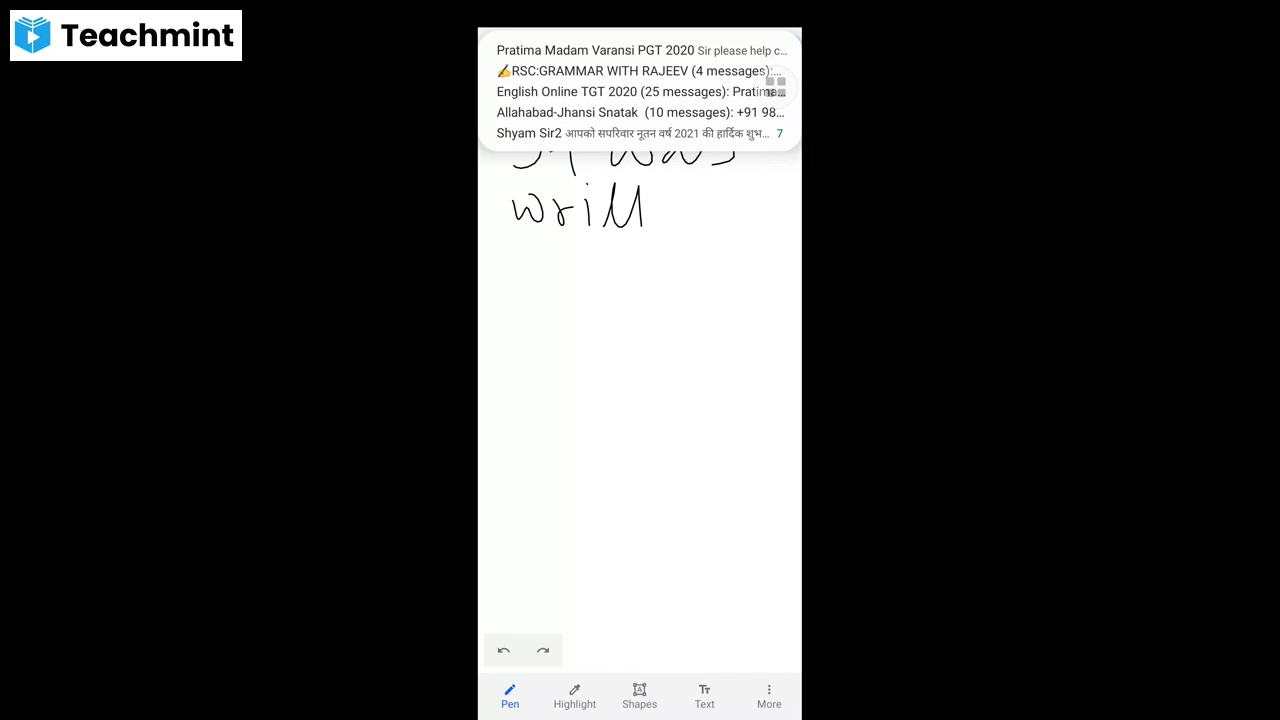 Teachmint
Pratima Madam Varansi PGT 2020 Sir please help c...
✍RSC:GRAMMAR WITH RAJEEV (4 messages):...
English Online TGT 2020 (25 messages): Pratima...
Allahabad-Jhansi Snatak (10 messages): +91 98...
Shyam Sir2 आपको सपरिवार नूतन वर्ष 2021 की हार्दिक शुभ... 7
It was
Pen Highlight Shapes Text More